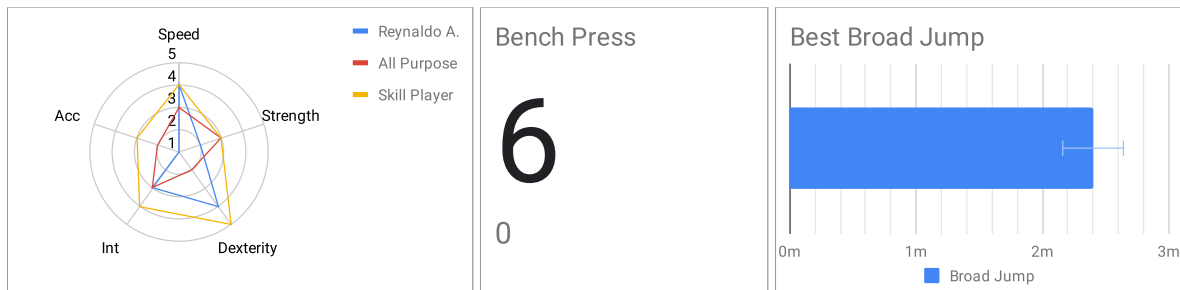 Speed
5
4
3
2
1
Strength
Dexterity
Int
Acc
Reynaldo A.
All Purpose
Skill Player
Bench Press
6
0
Best Broad Jump
0m 1m 2m 3m
Broad Jump